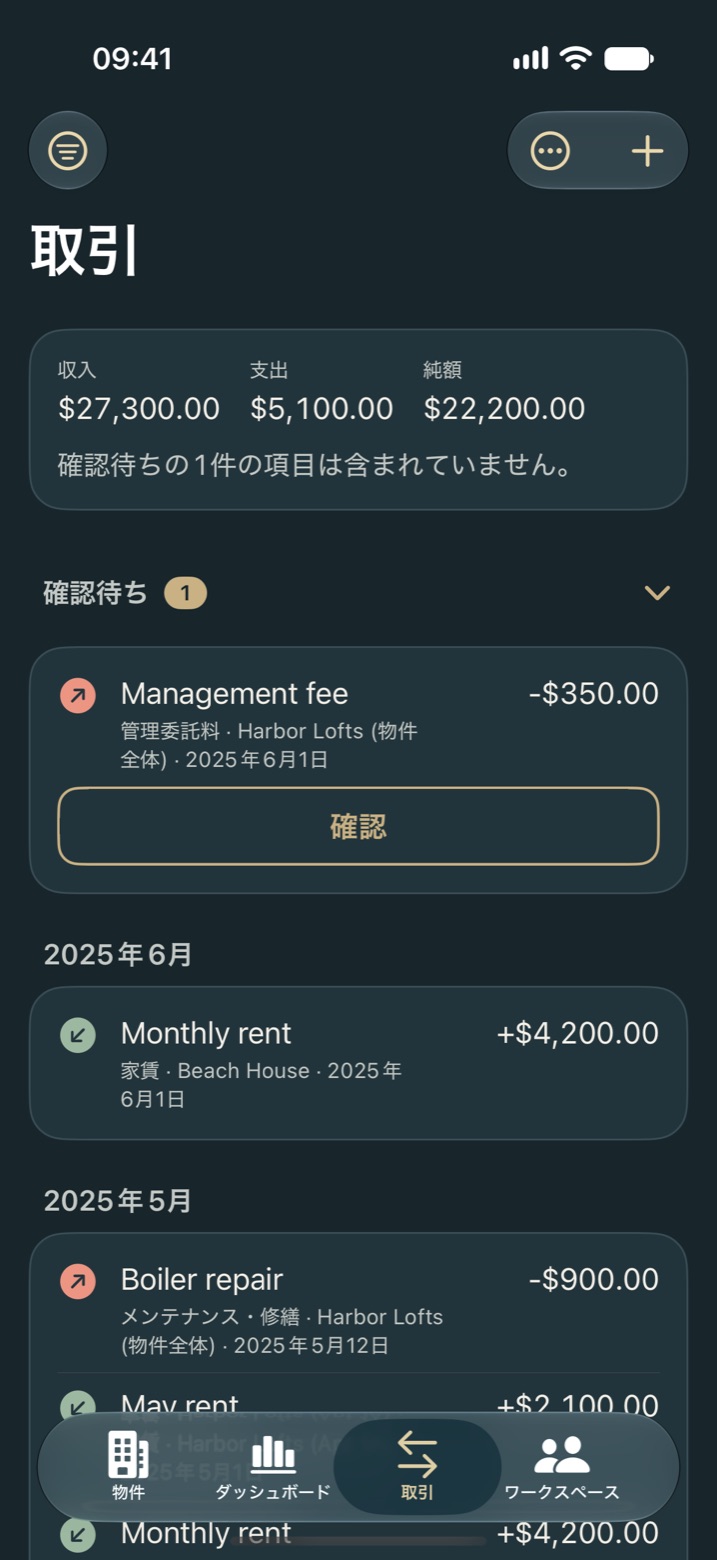 09:41
取引
収入 支出 純額
$27,300.00 $5,100.00 $22,200.00
確認待ちの1件の項目は含まれていません。
確認待ち 1
Management fee -$350.00
管理委託料 · Harbor Lofts (物件
全体) · 2025年6月1日
確認
2025年6月
Monthly rent +$4,200.00
家賃 · Beach House · 2025年
6月1日
2025年5月
Boiler repair -$900.00
メンテナンス・修繕 · Harbor Lofts
(物件全体) · 2025年5月12日
May rent +$2,100.00
物件 ダッシュボード 取引 ワークスペース
Monthly rent +$4,200.00